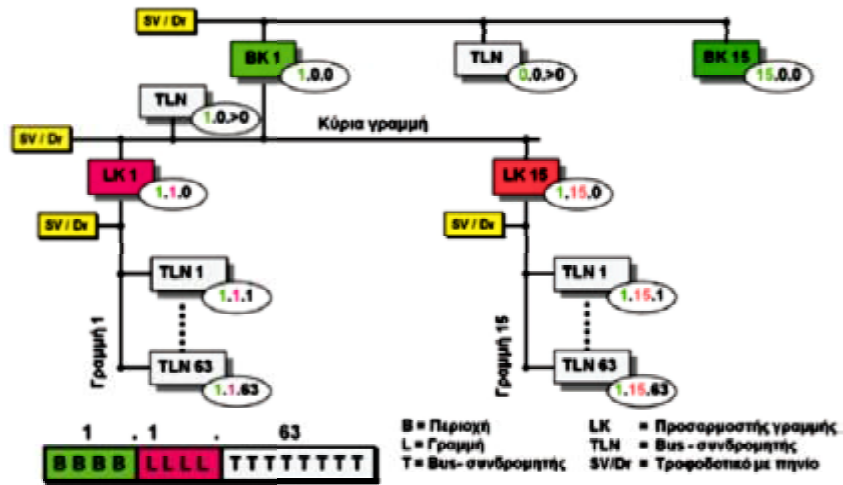 SV / Dr
BK 1
1.0.0
TLN
0.0.>0
BK 15
15.0.0
TLN
1.0.>0
Κύρια γραμμή
SV / Dr
LK 1
1.1.0
LK 15
1.15.0
SV / Dr
SV / Dr
TLN 1
1.1.1
TLN 1
1.15.1
Γραμμή 1
Γραμμή 15
TLN 63
1.1.63
TLN 63
1.15.63
1 . 1 . 63
B B B B L L L L T T T T T T T T
B = Περιοχή
L = Γραμμή
T = Bus- συνδρομητής
LK = Προσαρμοστής γραμμής
TLN = Bus - συνδρομητής
SV/Dr = Τροφοδοτικό με πηνίο